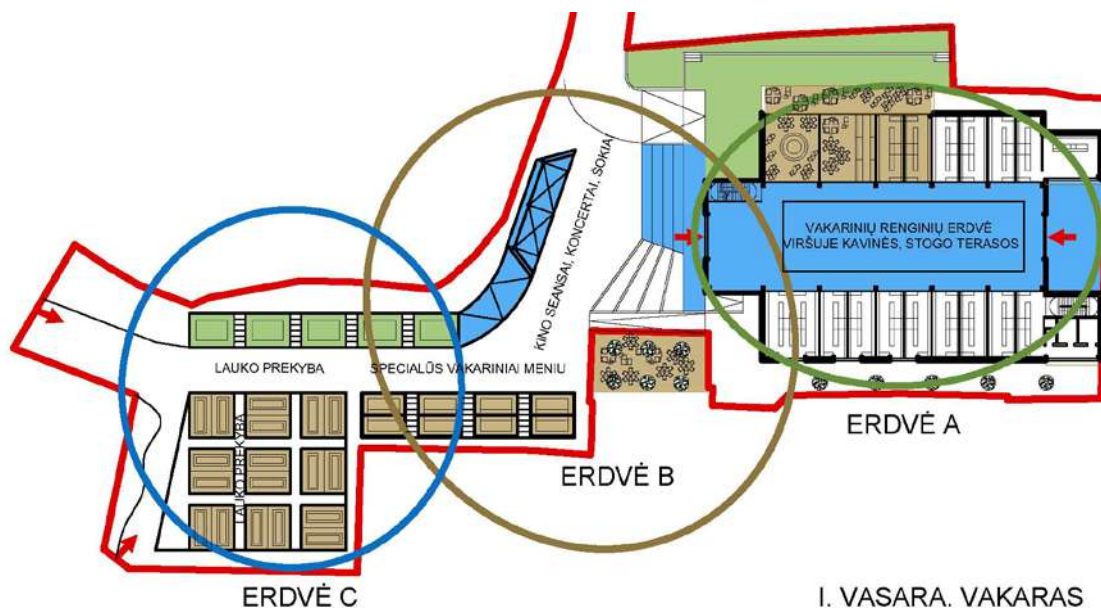 KINO SEANSAI, KONCERTAI, ŠOKIAI
VAKARINIŲ RENGINIŲ ERDVĖ
VIRŠUJE KAVINĖS, STOGO TERASOS
LAUKO PREKYBA
SPECIALŪS VAKARINIAI MENIU
LAUKO PREKYBA
ERDVĖ A
ERDVĖ B
ERDVĖ C
I. VASARA. VAKARAS